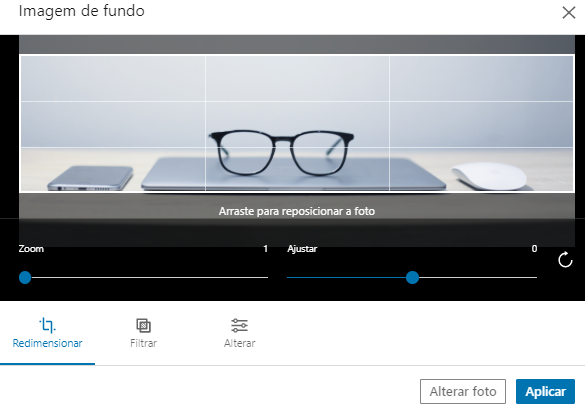 Imagem de fundo
Arraste para reposicionar a foto
Zoom 1 Ajustar 0
Redimensionar Filtrar Alterar
Alterar foto Aplicar